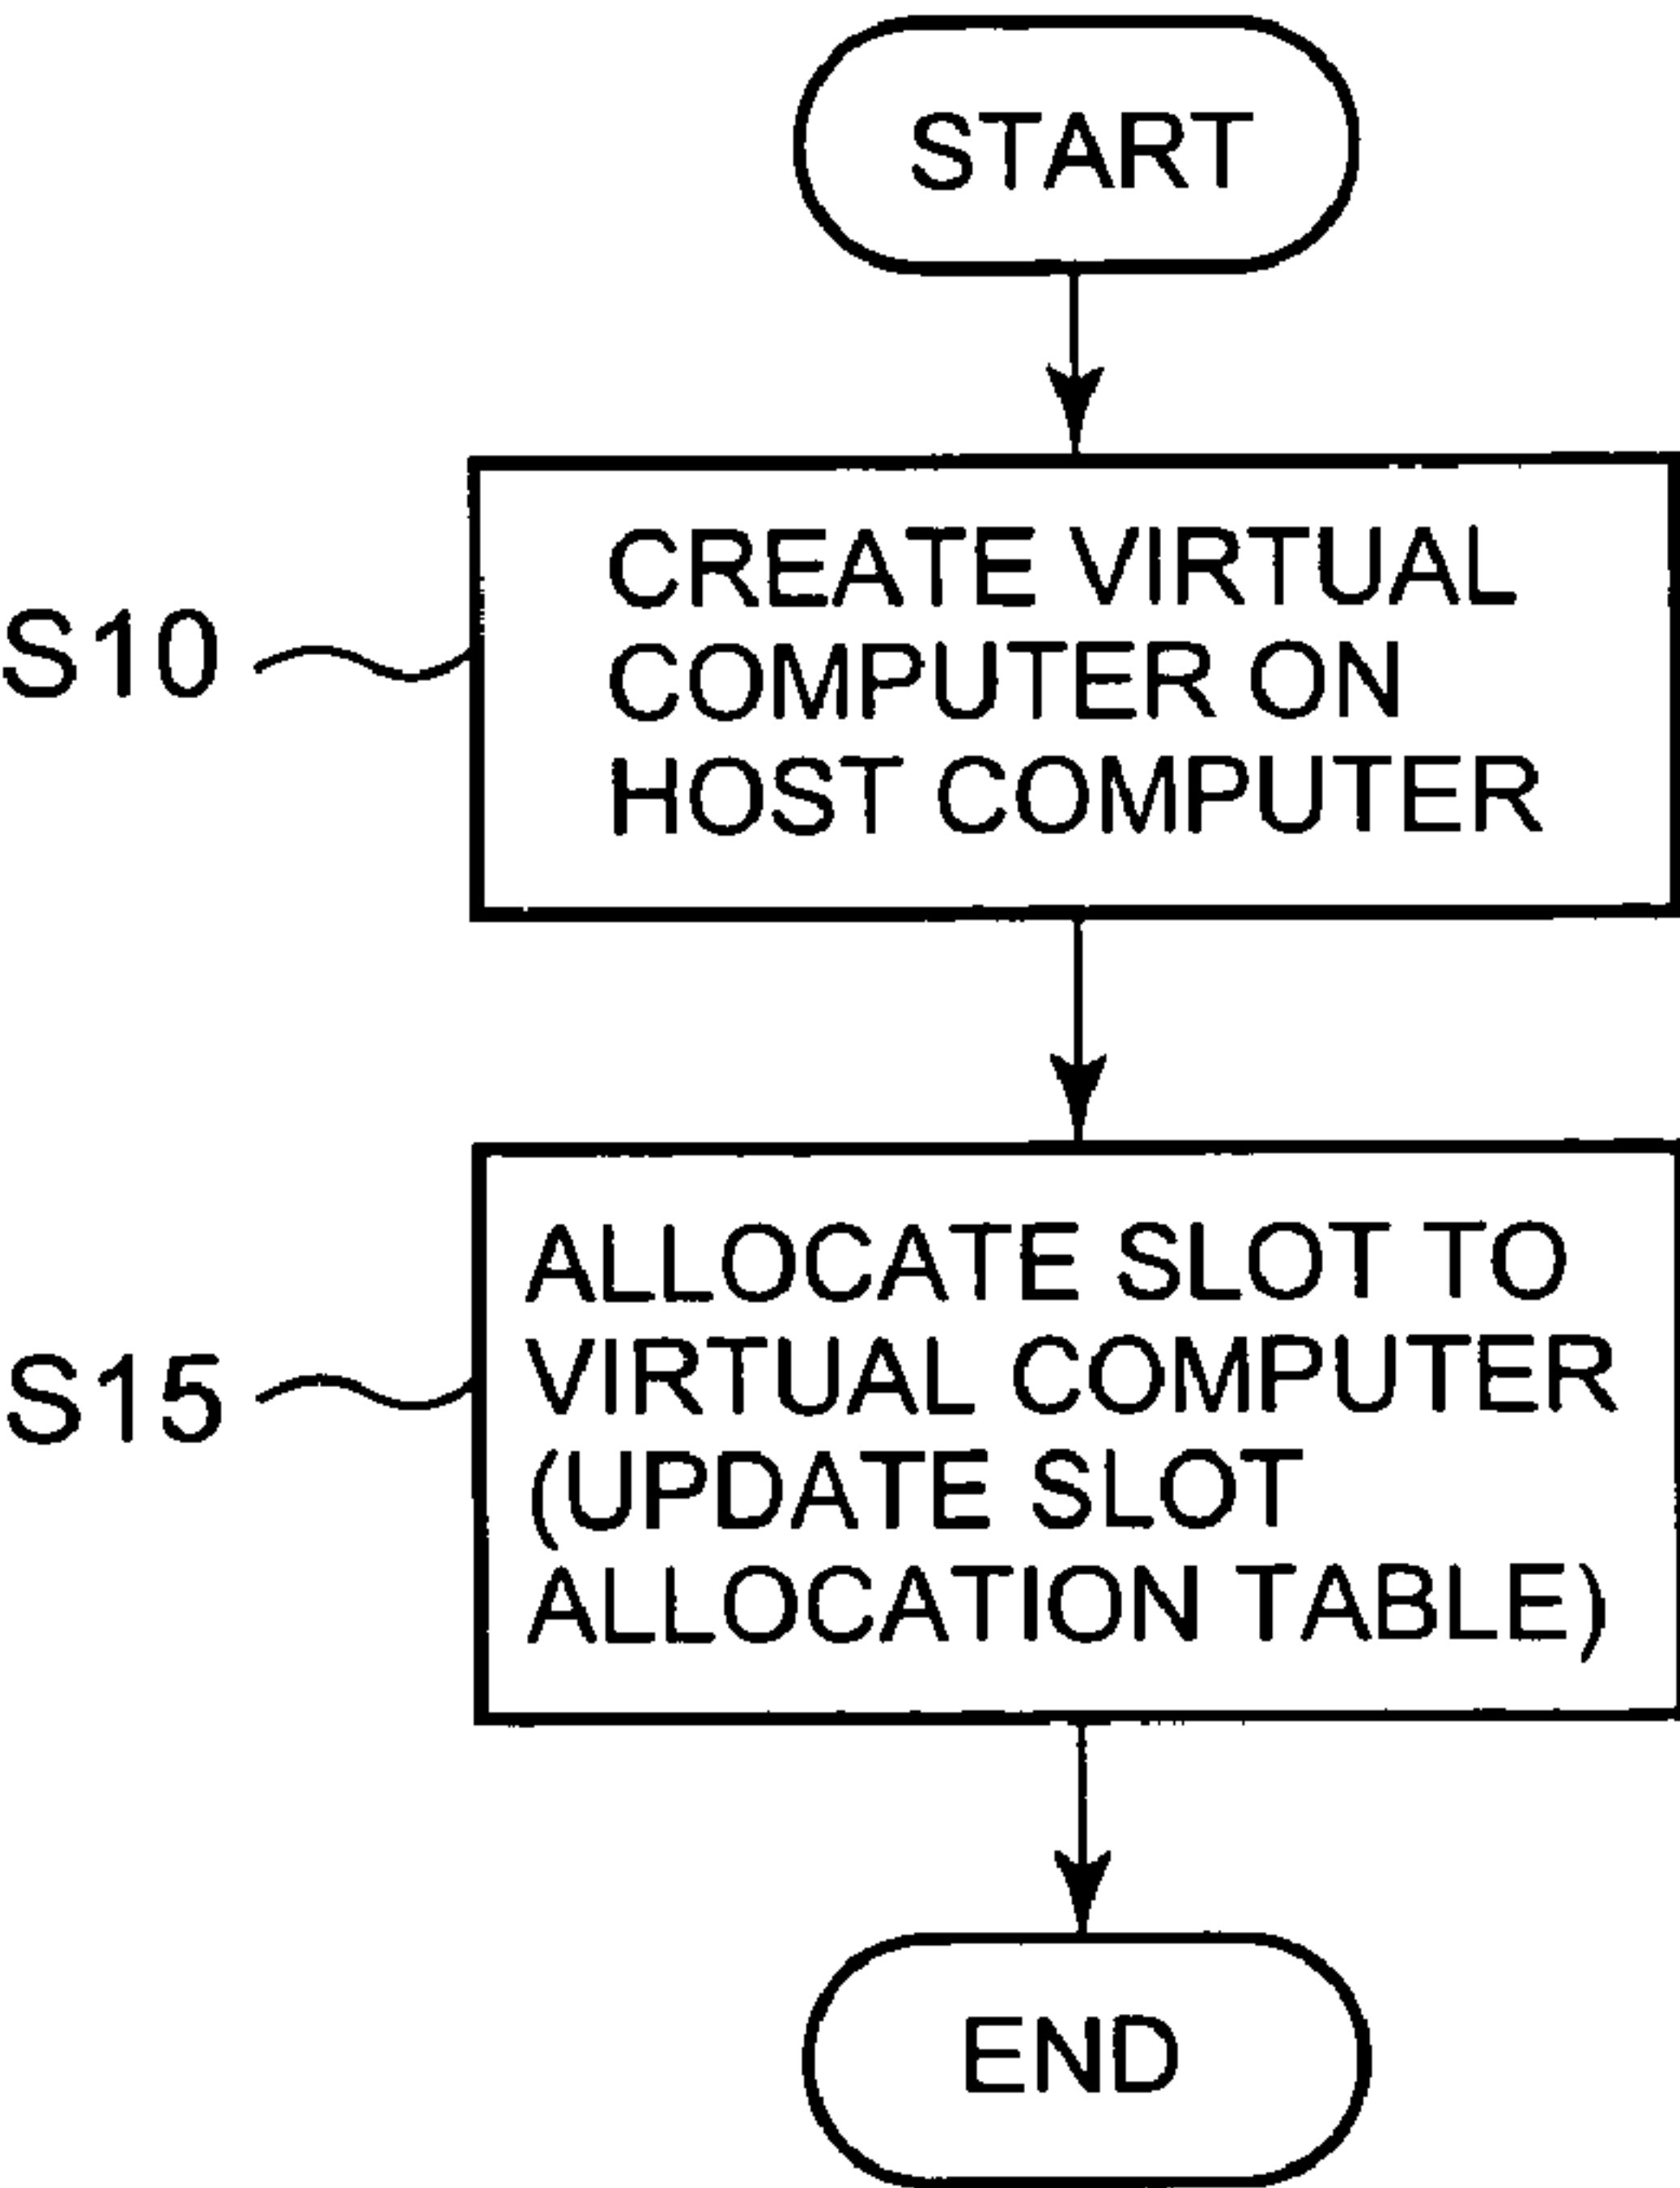 START
S10
CREATE VIRTUAL
COMPUTER ON
HOST COMPUTER
S15
ALLOCATE SLOT TO
VIRTUAL COMPUTER
(UPDATE SLOT
ALLOCATION TABLE)
END